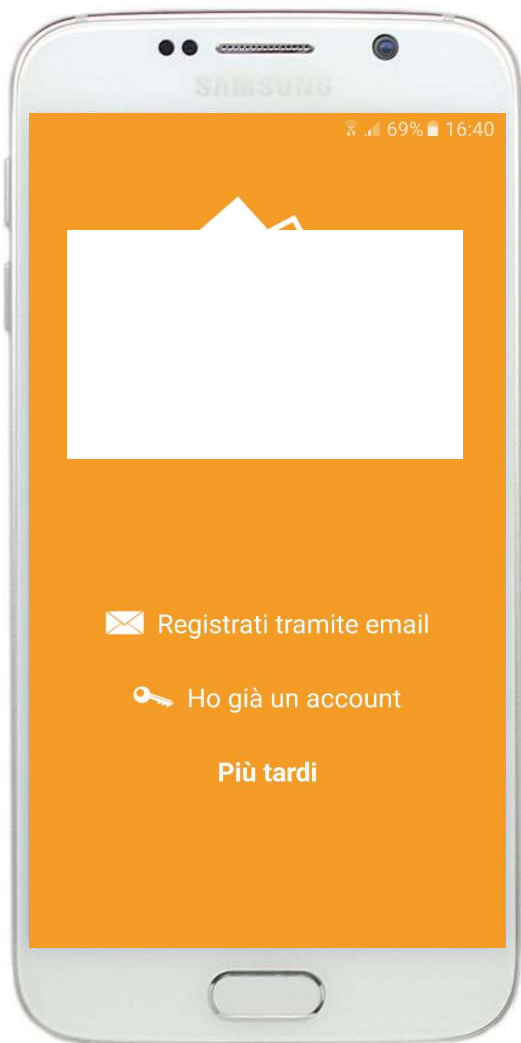 SAMSUNG
69% 16:40
Registrati tramite email
Ho già un account
Più tardi